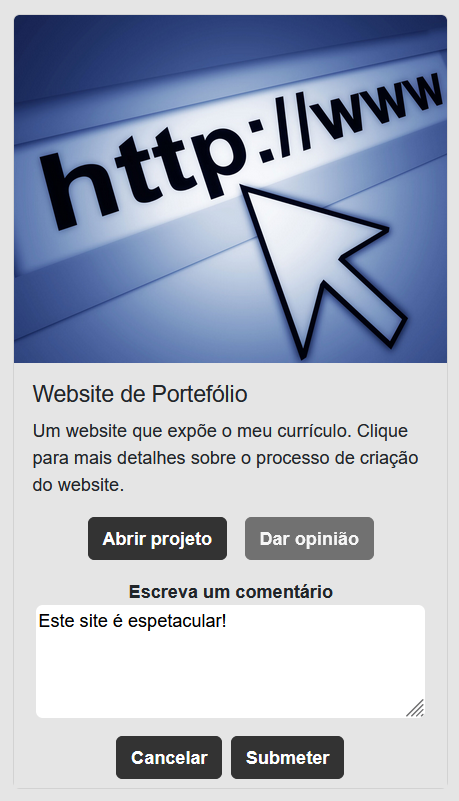 http://www
Website de Portefólio
Um website que expõe o meu currículo. Clique
para mais detalhes sobre o processo de criação
do website.
Abrir projeto Dar opinião
Escreva um comentário
Este site é espetacular!
Cancelar Submeter